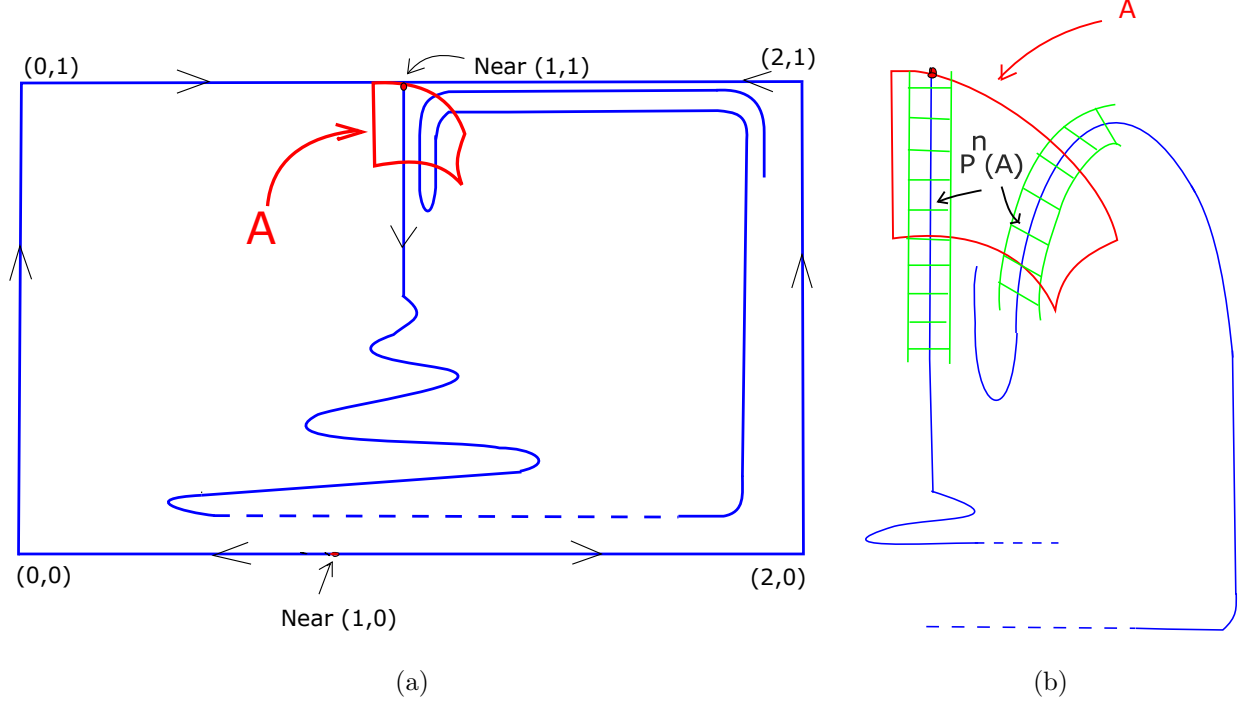 (0,1)
Near (1,1)
(2,1)
A
(0,0)
(2,0)
Near (1,0)
(a)
A
n
P (A)
(b)